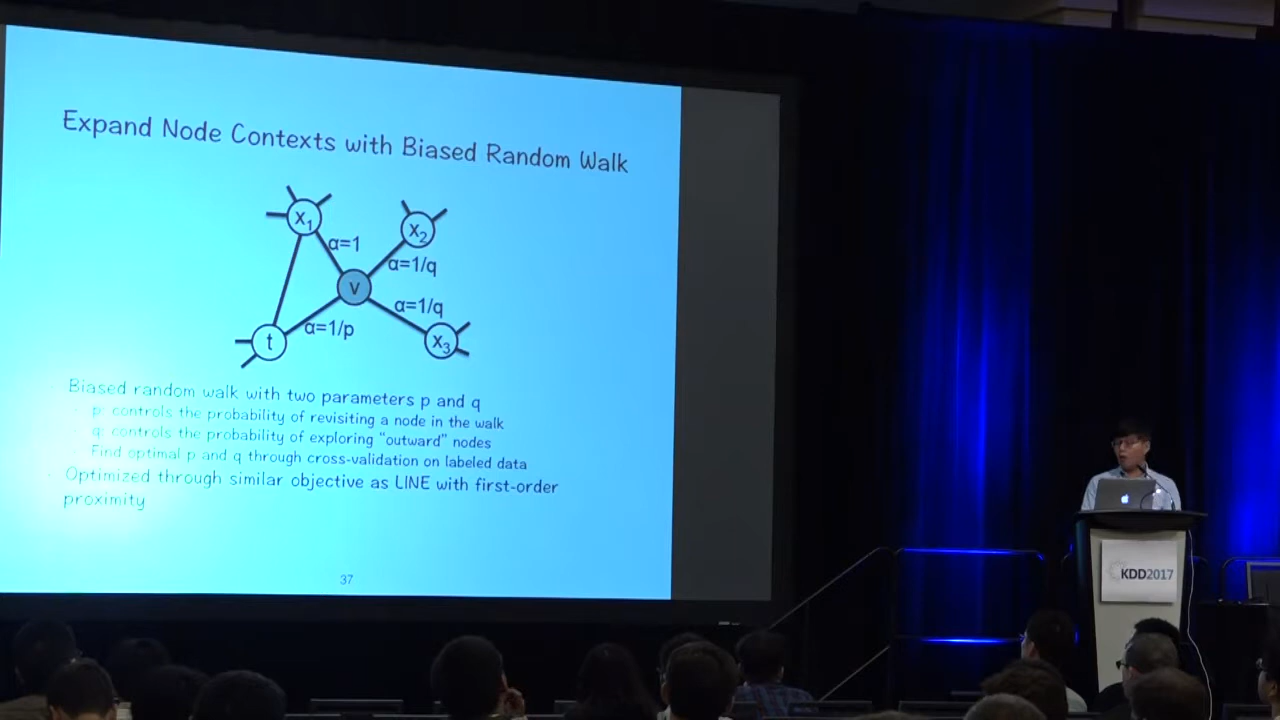 Expand Node Contexts with Biased Random Walk
x1
x2
α=1
α=1/q
v
α=1/q
α=1/p
t
x3
Biased random walk with two parameters p and q
p: controls the probability of revisiting a node in the walk
q: controls the probability of exploring “outward” nodes
Find optimal p and q through cross-validation on labeled data
Optimized through similar objective as LINE with first-order
proximity
37
KDD2017